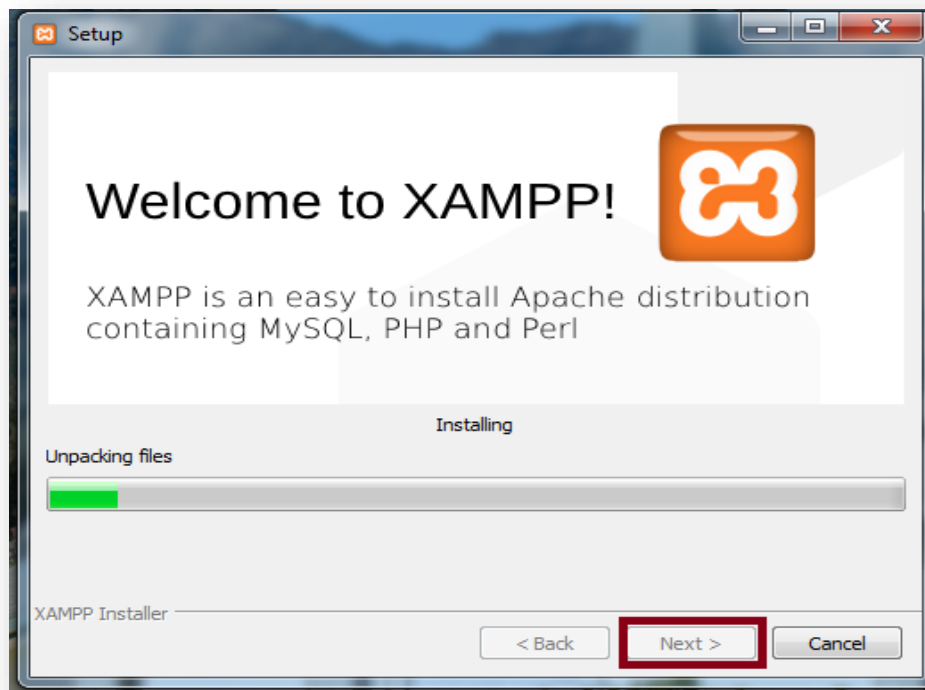 Setup
Welcome to XAMPP!
XAMPP is an easy to install Apache distribution
containing MySQL, PHP and Perl
Installing
Unpacking files
XAMPP Installer
< Back
Next >
Cancel